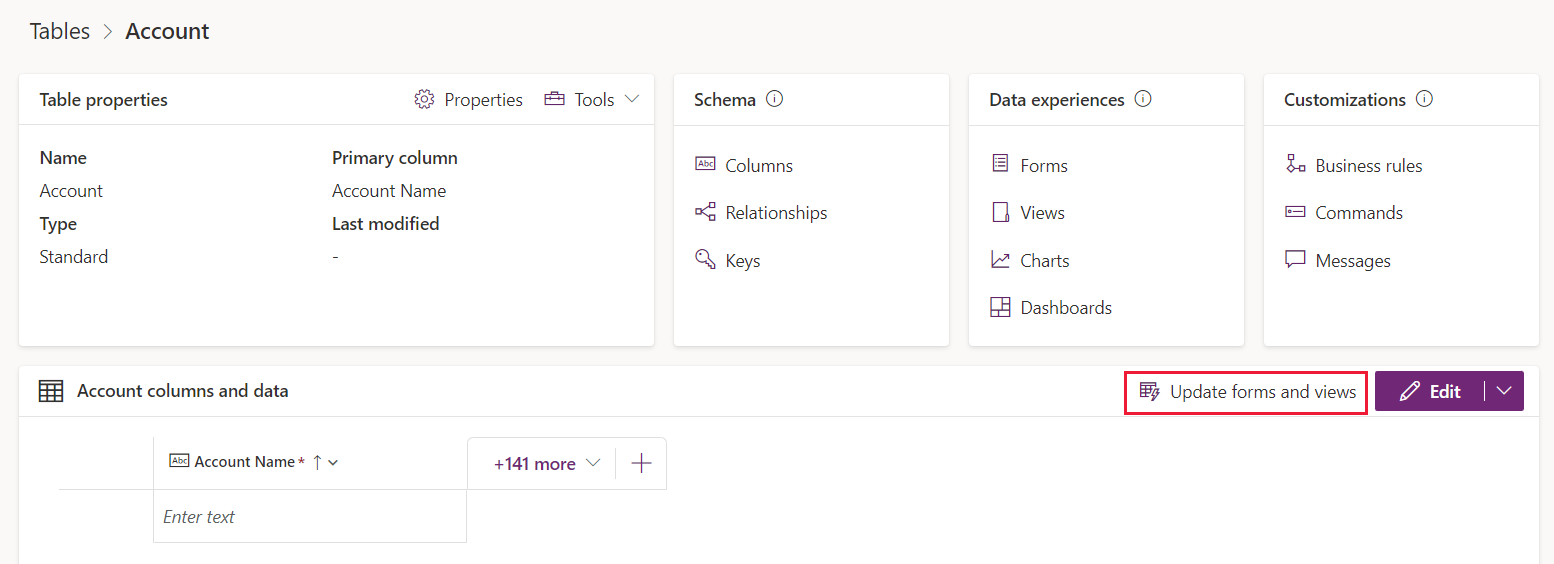 Tables > Account
Table properties
Properties
Tools
Name
Primary column
Account
Account Name
Type
Last modified
Standard
-
Schema
Abc Columns
Relationships
Keys
Data experiences
Forms
Views
Charts
Dashboards
Customizations
Business rules
Commands
Messages
Account columns and data
Update forms and views
Edit
Abc Account Name * ↑
+141 more
Enter text